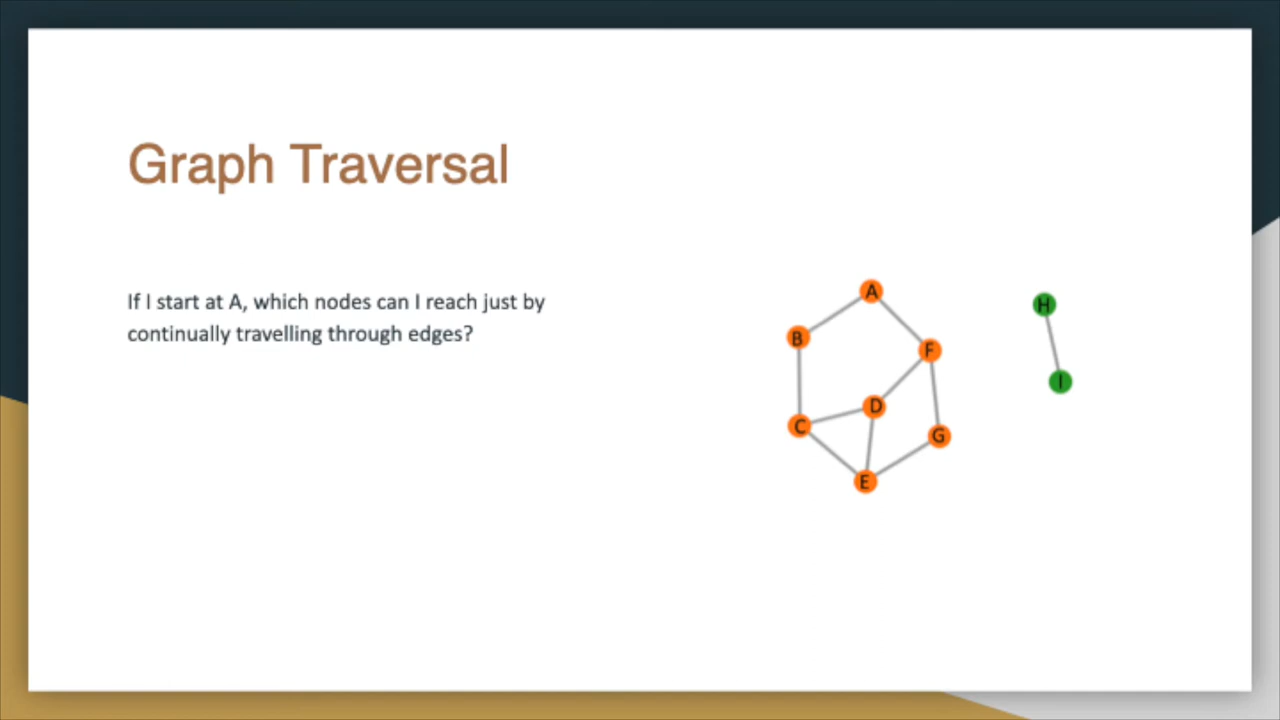 Graph Traversal
If I start at A, which nodes can I reach just by
continually travelling through edges?
A
H
B
F
I
D
C
G
E